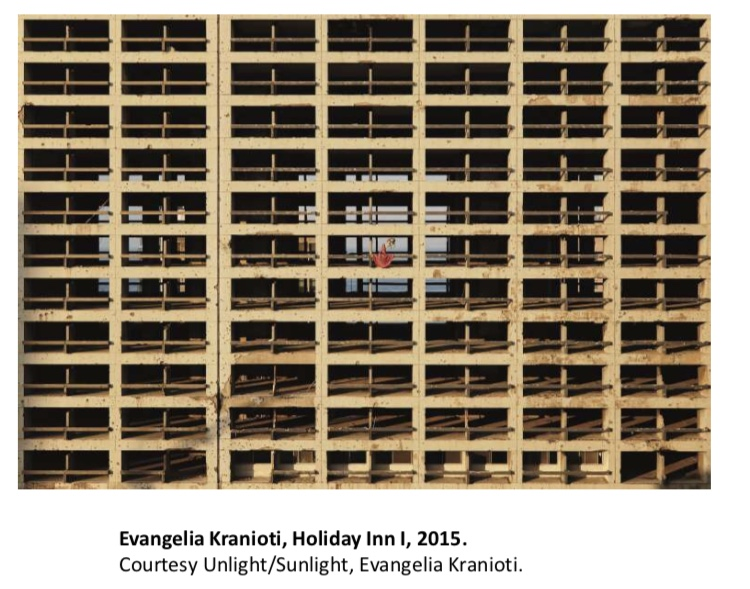 Evangelia Kranioti, Holiday Inn I, 2015.
Courtesy Unlight/Sunlight, Evangelia Kranioti.